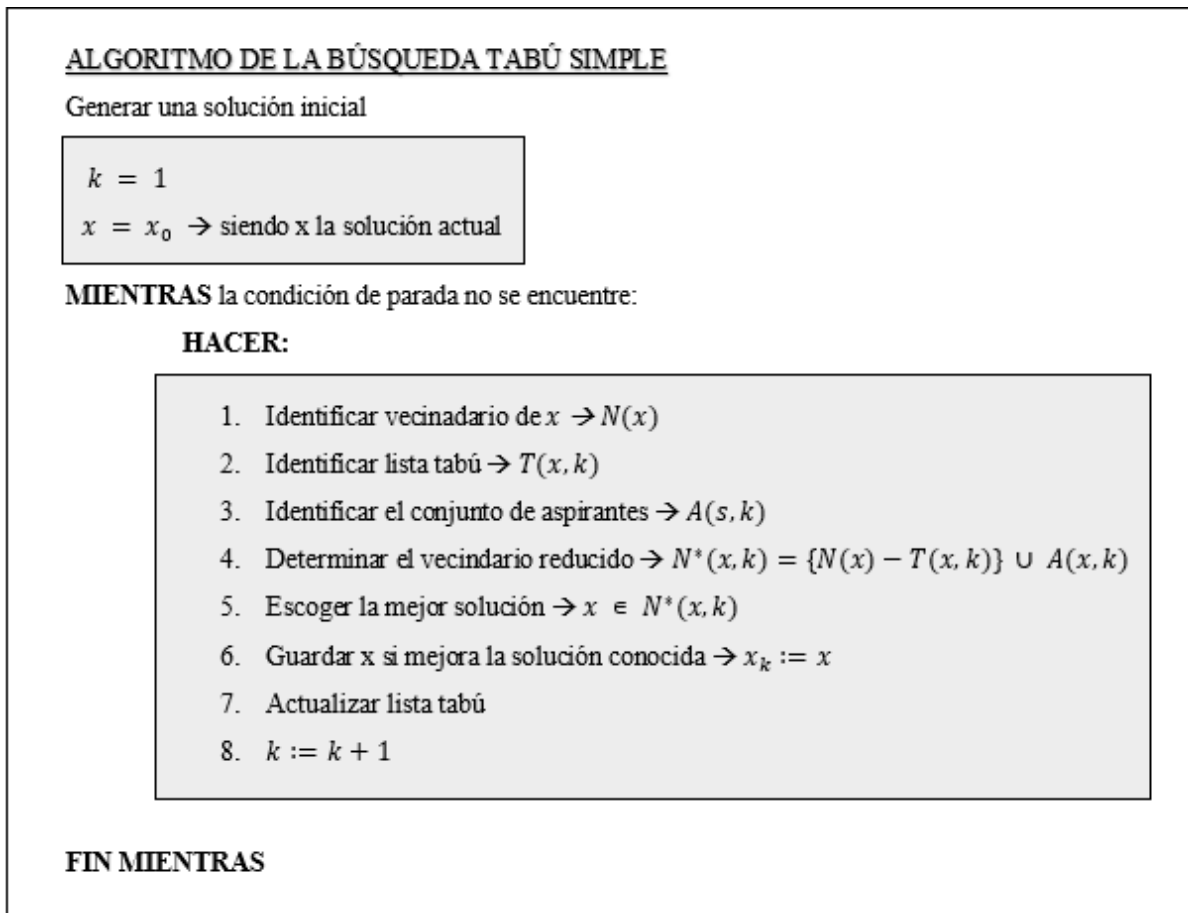 ALGORITMO DE LA BÚSQUEDA TABÚ SIMPLE
Generar una solución inicial
k = 1
x = x₀ → siendo x la solución actual
MIENTRAS la condición de parada no se encuentre:
HACER:
1. Identificar vecinadario de x → N(x)
2. Identificar lista tabú → T(x, k)
3. Identificar el conjunto de aspirantes → A(s, k)
4. Determinar el vecindario reducido → N*(x, k) = {N(x) − T(x, k)} ∪ A(x, k)
5. Escoger la mejor solución → x ∈ N*(x, k)
6. Guardar x si mejora la solución conocida → xₖ := x
7. Actualizar lista tabú
8. k := k + 1
FIN MIENTRAS